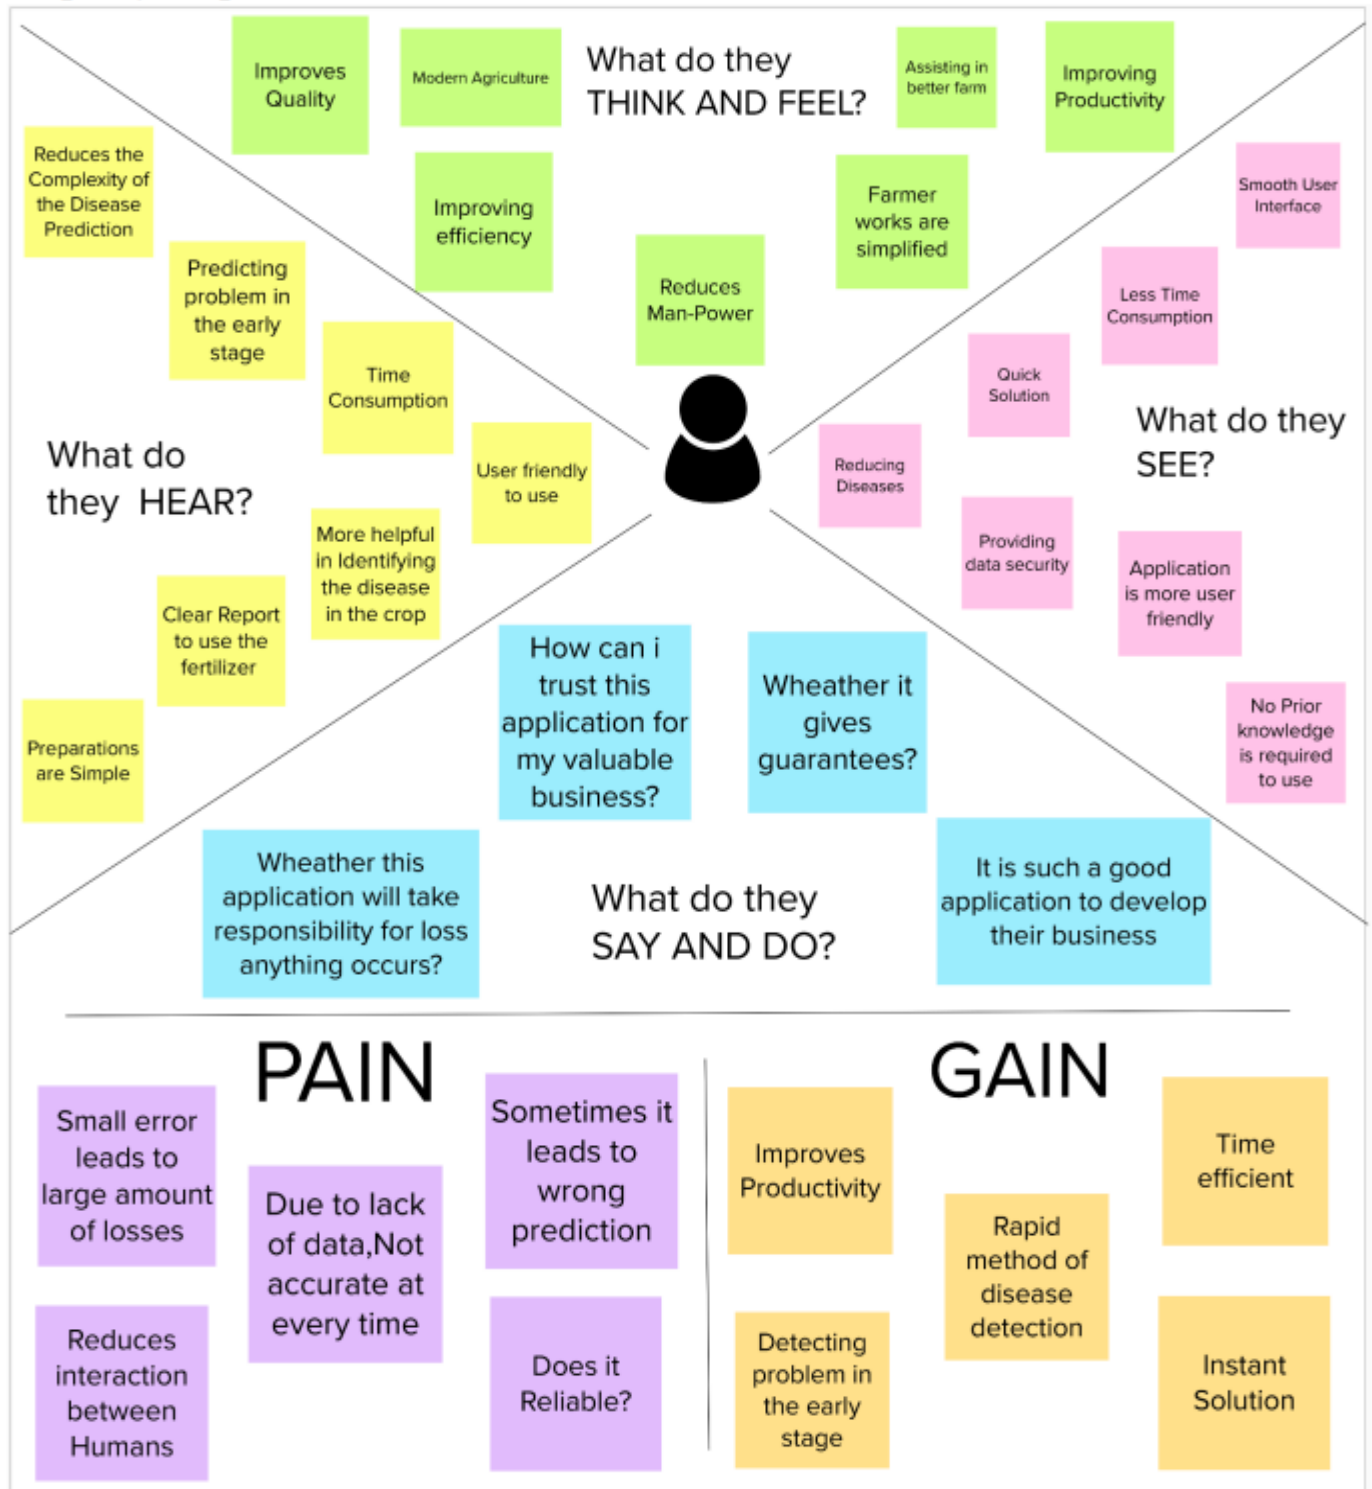 What do they
THINK AND FEEL?
Improves
Quality
Modern Agriculture
Assisting in
better farm
Improving
Productivity
Improving
efficiency
Farmer
works are
simplified
Reduces
Man-Power
What do
they HEAR?
Reduces the
Complexity of
the Disease
Prediction
Predicting
problem in
the early
stage
Time
Consumption
User friendly
to use
More helpful
in Identifying
the disease
in the crop
Clear Report
to use the
fertilizer
Preparations
are Simple
What do they
SEE?
Smooth User
Interface
Less Time
Consumption
Quick
Solution
Reducing
Diseases
Providing
data security
Application
is more user
friendly
No Prior
knowledge
is required
to use
What do they
SAY AND DO?
How can i
trust this
application for
my valuable
business?
Wheather it
gives
guarantees?
Wheather this
application will take
responsibility for loss
anything occurs?
It is such a good
application to develop
their business
PAIN
Small error
leads to
large amount
of losses
Due to lack
of data,Not
accurate at
every time
Sometimes it
leads to
wrong
prediction
Reduces
interaction
between
Humans
Does it
Reliable?
GAIN
Improves
Productivity
Time
efficient
Rapid
method of
disease
detection
Detecting
problem in
the early
stage
Instant
Solution